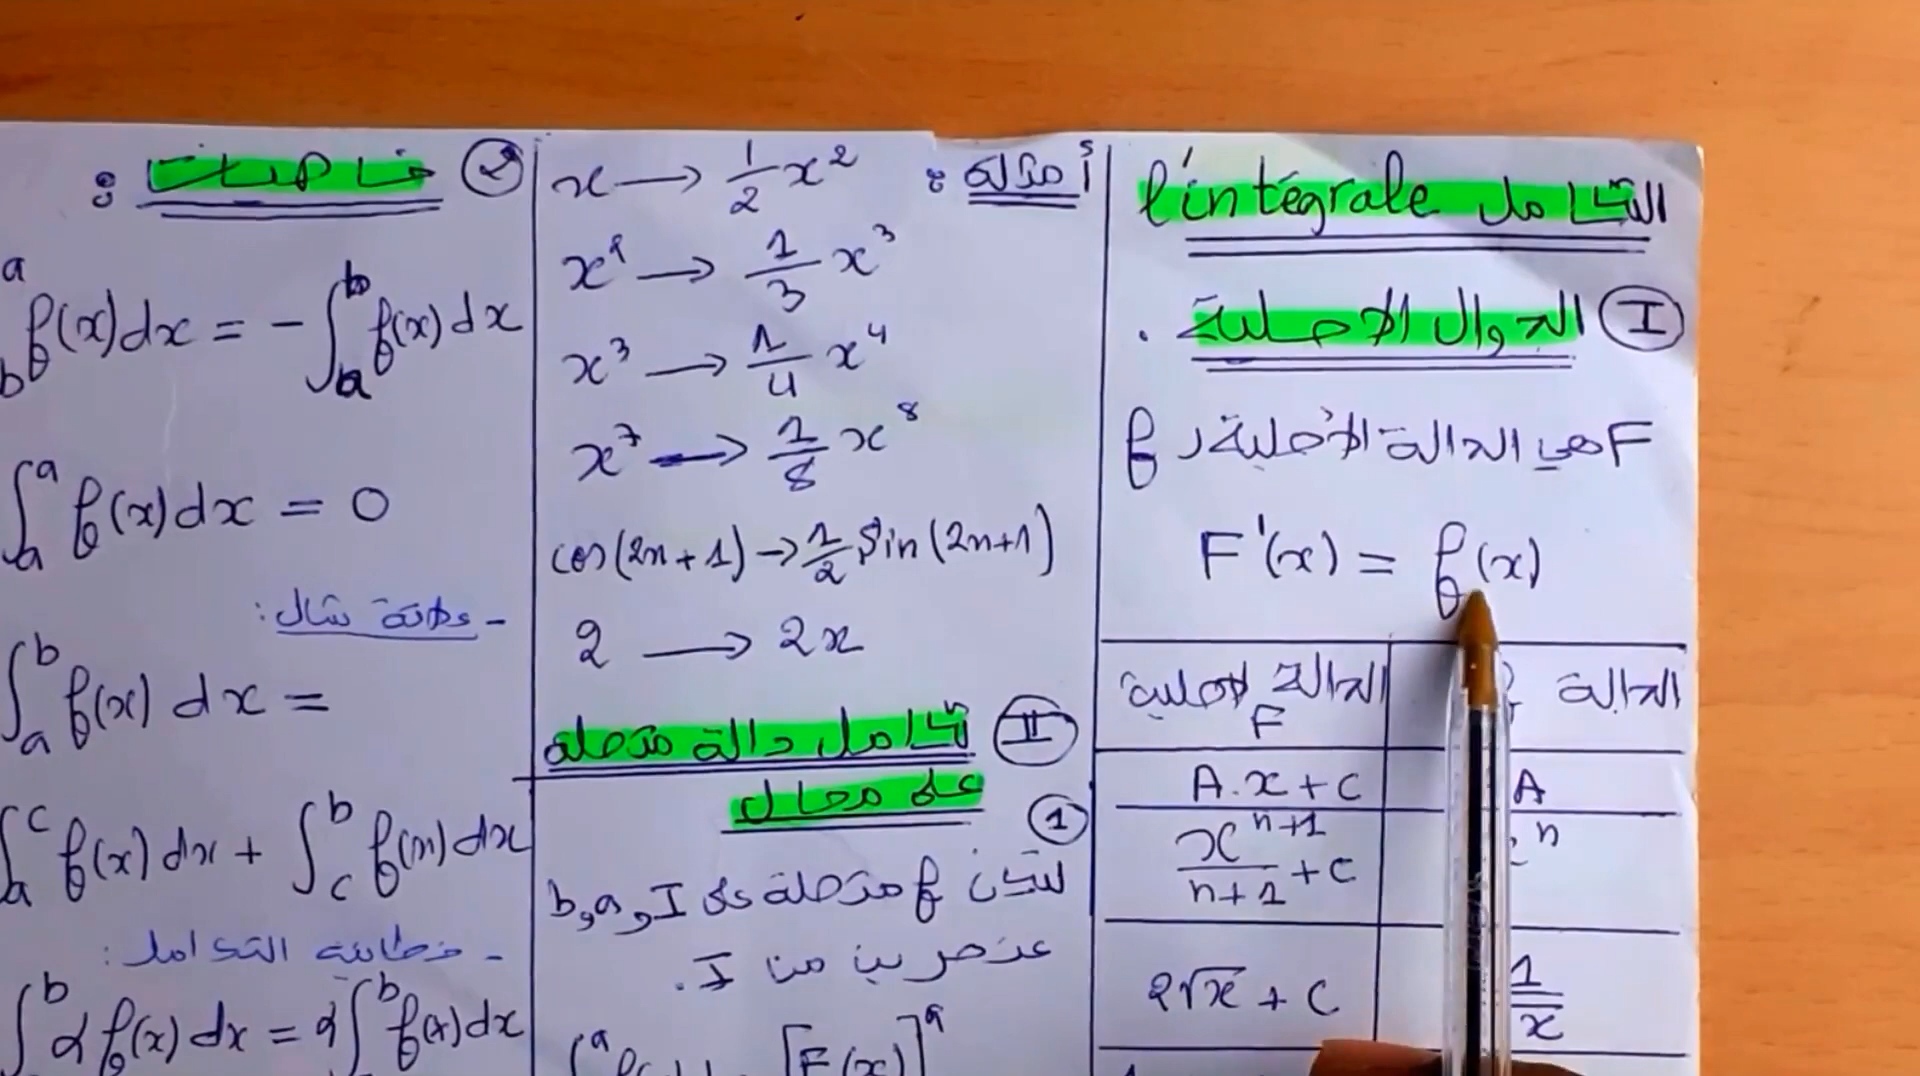 l'intégrale التكامل
I الدوال الأصلية .
F هي الدالة الأصلية لـ f
F'(x) = f(x)
الدالة | الدالة الأصلية F
A | A.x + C
n | x^{n+1}/(n+1) + C
1/x | 2√x + C
أمثلة :
x → 1/2 x²
x² → 1/3 x³
x³ → 1/4 x⁴
x⁷ → 1/8 x⁸
cos(2x+1) → 1/2 Sin(2x+1)
2 → 2x
II تكامل دالة متصلة
على مجال
1
لتكن f متصلة على I و a و b
عنصرين من I.
[F(x)]^a
2 خاصيات :
a b f(x)dx = -∫_a^b f(x)dx
∫_a^a f(x)dx = 0
- علاقة شال :
∫_a^b f(x) dx =
∫_a^c f(x)dx + ∫_c^b f(x)dx
- خطانية التكامل :
∫^b α f(x)dx = α∫^b f(x)dx